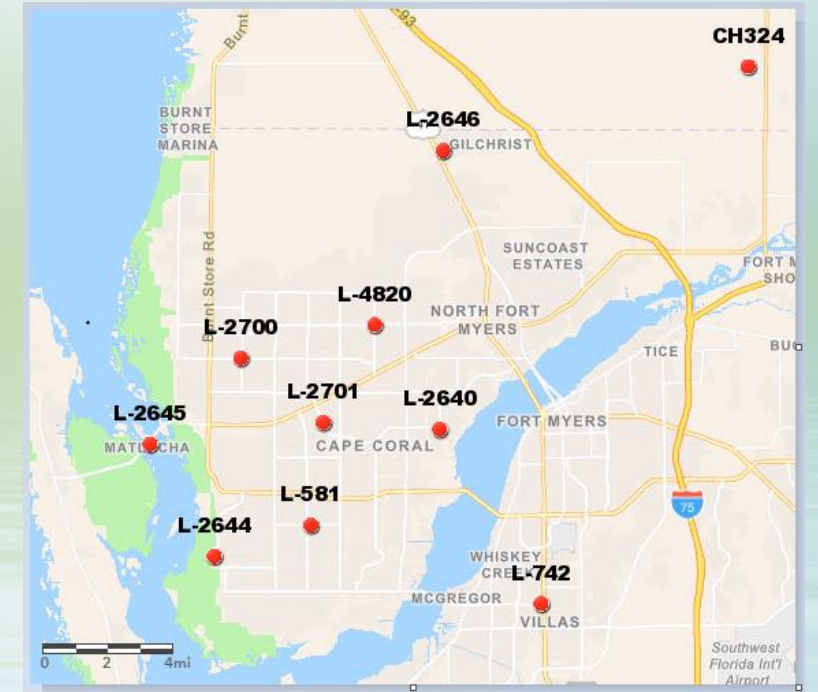 Burnt
-93
CH324
L-2646
GILCHRIST
BURNT
STORE
MARINA
SUNCOAST
ESTATES
FORT M
SHO
Burnt Store Rd
L-4820
L-2700
NORTH FORT
MYERS
TICE
BUC
L-2701
L-2640
L-2645
FORT MYERS
MATLACHA
CAPE CORAL
L-581
75
L-2644
WHISKEY
CREEK
L-742
MCGREGOR
VILLAS
0 2 4mi
Southwest
Florida Int'l
Airport